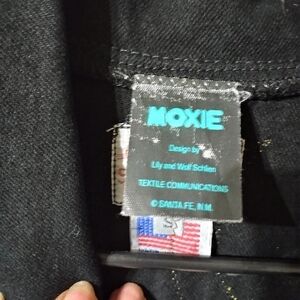 MOXIE
Design by
Lily and Wolf Schlien
TEXTILE COMMUNICATIONS
© SANTA FE, N.M.